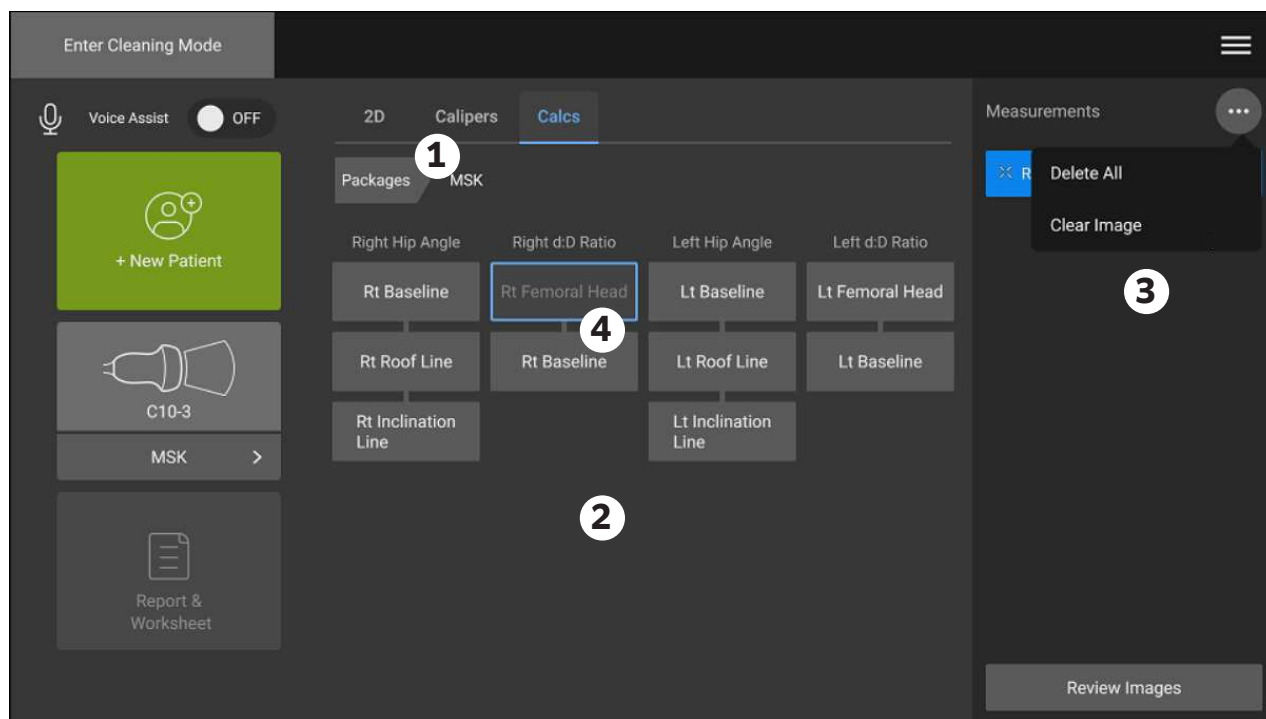 Enter Cleaning Mode
Voice Assist OFF
2D Calipers Calcs
Measurements ...
1
Packages MSK
R
Delete All
Clear Image
+ New Patient
Right Hip Angle Right d:D Ratio Left Hip Angle Left d:D Ratio
3
Rt Baseline Rt Femoral Head Lt Baseline Lt Femoral Head
4
Rt Roof Line Rt Baseline Lt Roof Line Lt Baseline
C10-3
Rt Inclination
Line
Lt Inclination
Line
MSK >
2
Report &
Worksheet
Review Images